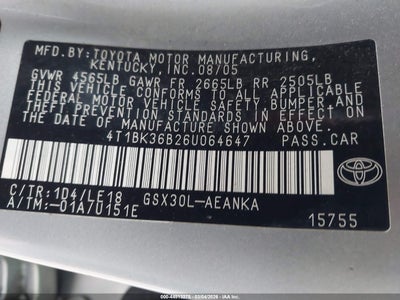 MFD. BY: TOYOTA MOTOR MANUFACTURING,
KENTUCKY, INC. 08/05
GVWR 4565LB GAWR FR 2665LB RR 2505LB
THIS VEHICLE CONFORMS TO ALL APPLICABLE
FEDERAL MOTOR VEHICLE SAFETY, BUMPER, AND
THEFT PREVENTION STANDARDS IN EFFECT ON
THE DATE OF MANUFACTURE SHOWN ABOVE.
4T1BK36B26U064647 PASS.CAR
C/TR:1D4/LE18 GSX30L-AEANKA
A/TM:-01A/U151E
TOYOTA
15755